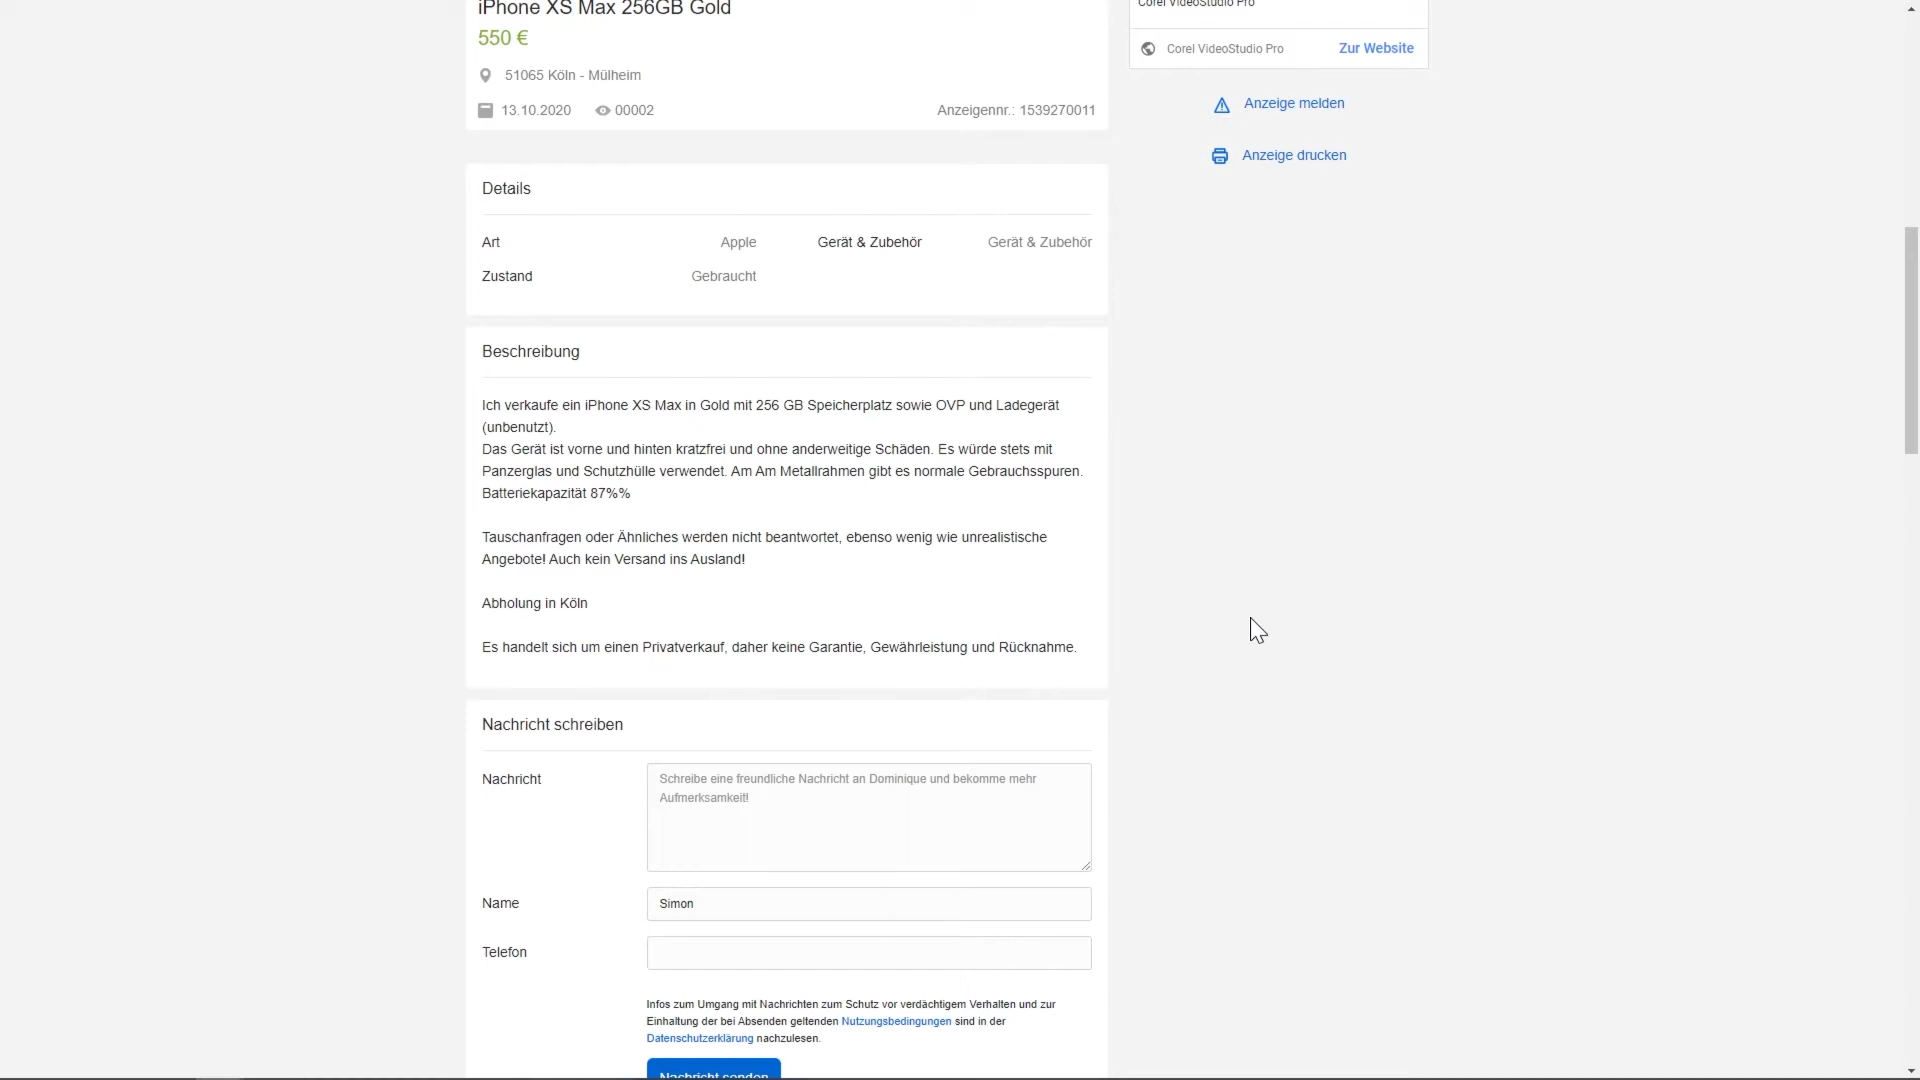 iPhone XS Max 256GB Gold
550 €
51065 Köln - Mülheim
13.10.2020 00002 Anzeigennr.: 1539270011
Corel VideoStudio Pro
Corel VideoStudio Pro Zur Website
Anzeige melden
Anzeige drucken
Details
Art Apple Gerät & Zubehör Gerät & Zubehör
Zustand Gebraucht
Beschreibung
Ich verkaufe ein iPhone XS Max in Gold mit 256 GB Speicherplatz sowie OVP und Ladegerät
(unbenutzt).
Das Gerät ist vorne und hinten kratzfrei und ohne anderweitige Schäden. Es würde stets mit
Panzerglas und Schutzhülle verwendet. Am Am Metallrahmen gibt es normale Gebrauchsspuren.
Batteriekapazität 87%%
Tauschanfragen oder Ähnliches werden nicht beantwortet, ebenso wenig wie unrealistische
Angebote! Auch kein Versand ins Ausland!
Abholung in Köln
Es handelt sich um einen Privatverkauf, daher keine Garantie, Gewährleistung und Rücknahme.
Nachricht schreiben
Nachricht
Schreibe eine freundliche Nachricht an Dominique und bekomme mehr
Aufmerksamkeit!
Name Simon
Telefon
Infos zum Umgang mit Nachrichten zum Schutz vor verdächtigem Verhalten und zur
Einhaltung der bei Absenden geltenden Nutzungsbedingungen sind in der
Datenschutzerklärung nachzulesen.
Nachricht senden